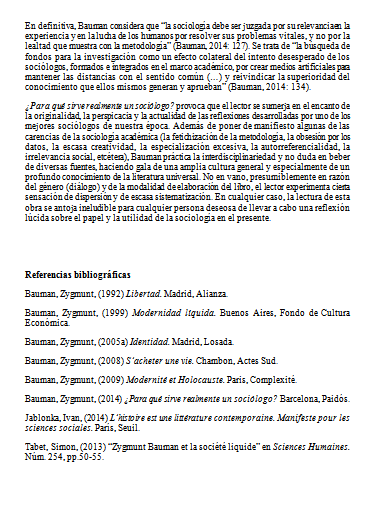 En definitiva, Bauman considera que “la sociología debe ser juzgada por su relevancia en la
experiencia y en la lucha de los humanos por resolver sus problemas vitales, y no por la
lealtad que muestra con la metodología” (Bauman, 2014: 127). Se trata de “la búsqueda de
fondos para la investigación como un efecto colateral del intento desesperado de los
sociólogos, formados e integrados en el marco académico, por crear medios artificiales para
mantener las distancias con el sentido común (...) y reivindicar la superioridad del
conocimiento que ellos mismos generan y aprueban” (Bauman, 2014: 134).
¿Para qué sirve realmente un sociólogo? provoca que el lector se sumerja en el encanto de
la originalidad, la perspicacia y la actualidad de las reflexiones desarrolladas por uno de los
mejores sociólogos de nuestra época. Además de poner de manifiesto algunas de las
carencias de la sociología académica (la fetichización de la metodología, la obsesión por los
datos, la escasa creatividad, la especialización excesiva, la autorreferencialidad, la
irrelevancia social, etcétera), Bauman práctica la interdisciplinariedad y no duda en beber
de diversas fuentes, haciendo gala de una amplia cultura general y especialmente de un
profundo conocimiento de la literatura universal. No en vano, presumiblemente en razón
del género (diálogo) y de la modalidad de elaboración del libro, el lector experimenta cierta
sensación de dispersión y de escasa sistematización. En cualquier caso, la lectura de esta
obra se antoja ineludible para cualquier persona deseosa de llevar a cabo una reflexión
lúcida sobre el papel y la utilidad de la sociología en el presente.
Referencias bibliográficas
Bauman, Zygmunt, (1992) Libertad. Madrid, Alianza.
Bauman, Zygmunt, (1999) Modernidad líquida. Buenos Aires, Fondo de Cultura
Económica.
Bauman, Zygmunt, (2005a) Identidad. Madrid, Losada.
Bauman, Zygmunt, (2008) S’acheter une vie. Chambon, Actes Sud.
Bauman, Zygmunt, (2009) Modernité et Holocauste. Paris, Complexité.
Bauman, Zygmunt, (2014) ¿Para qué sirve realmente un sociólogo? Barcelona, Paidós.
Jablonka, Ivan, (2014) L’histoire est une littérature contemporaine. Manifeste pour les
sciences sociales. Paris, Seuil.
Tabet, Simon, (2013) “Zygmunt Bauman et la société liquide” en Sciences Humaines.
Núm. 254, pp.50-55.